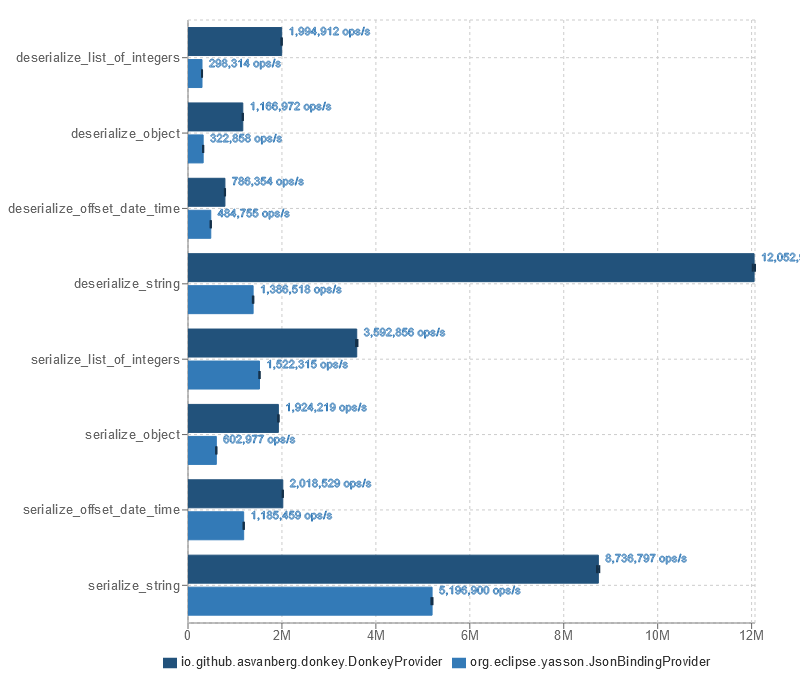 1,994,912 ops/s
deserialize_list_of_integers
298,314 ops/s
1,166,972 ops/s
deserialize_object
322,858 ops/s
786,354 ops/s
deserialize_offset_date_time
484,755 ops/s
12,052,
deserialize_string
1,386,518 ops/s
3,592,856 ops/s
serialize_list_of_integers
1,522,315 ops/s
1,924,219 ops/s
serialize_object
602,977 ops/s
2,018,529 ops/s
serialize_offset_date_time
1,185,459 ops/s
8,736,797 ops/s
serialize_string
5,196,900 ops/s
0 2M 4M 6M 8M 10M 12M
io.github.asvanberg.donkey.DonkeyProvider org.eclipse.yasson.JsonBindingProvider